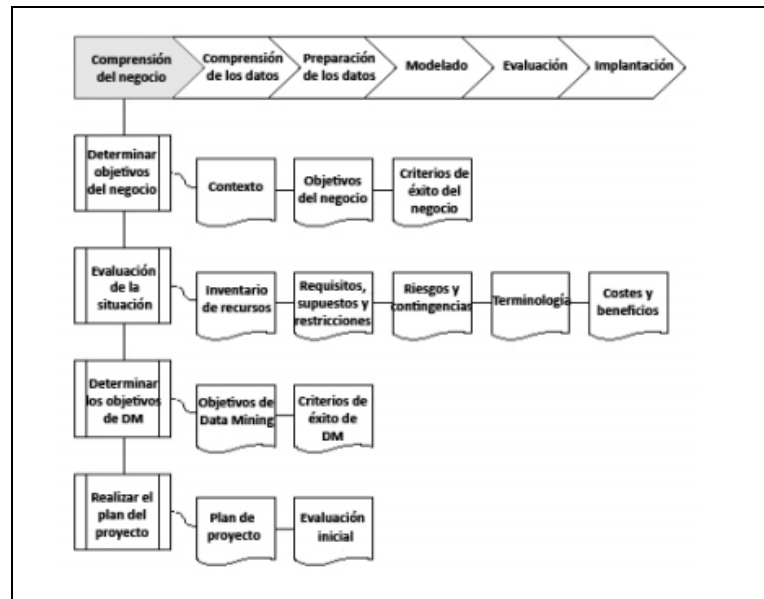 Comprensión
del negocio
Comprensión
de los datos
Preparación
de los datos
Modelado
Evaluación
Implantación
Determinar
objetivos
del negocio
Contexto
Objetivos
del negocio
Criterios de
éxito del
negocio
Evaluación
de la
situación
Inventario
de recursos
Requisitos,
supuestos y
restricciones
Riesgos y
contingencias
Terminología
Costes y
beneficios
Determinar
los objetivos
de DM
Objetivos de
Data Mining
Criterios de
éxito de
DM
Realizar el
plan del
proyecto
Plan de
proyecto
Evaluación
inicial